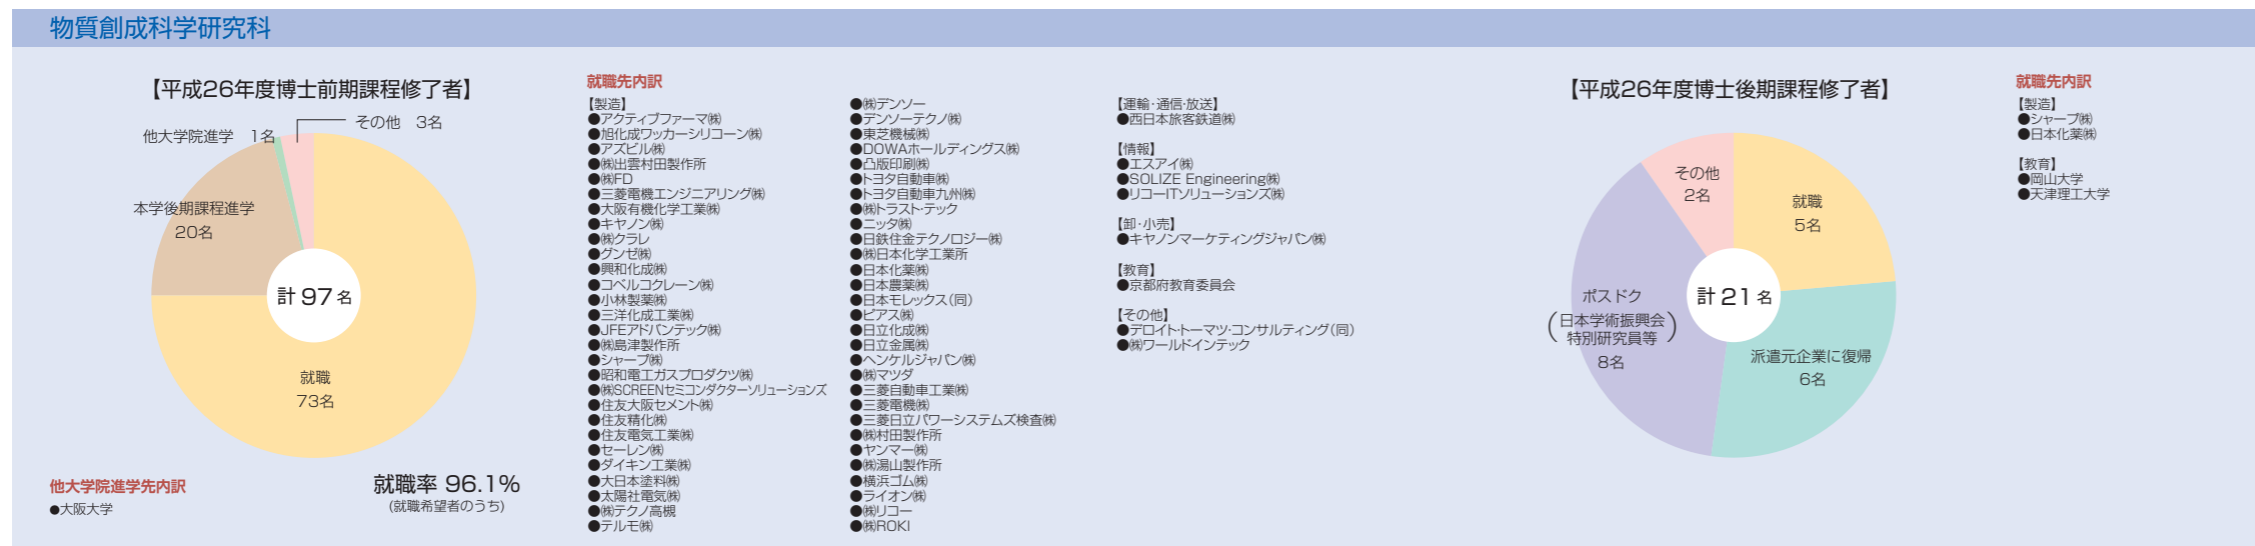 物質創成科学研究科
【平成26年度博士前期課程修了者】
その他　3名
他大学院進学　1名
本学後期課程進学
20名
計 97 名
就職
73名
他大学院進学先内訳
●大阪大学
就職率 96.1%
(就職希望者のうち)
就職先内訳
【製造】
●アクティブファーマ㈱
●旭化成ワッカーシリコーン㈱
●アズビル㈱
●㈱出雲村田製作所
●㈱FD
●三菱電機エンジニアリング㈱
●大阪有機化学工業㈱
●キヤノン㈱
●㈱クラレ
●グンゼ㈱
●興和化成㈱
●コベルコクレーン㈱
●小林製薬㈱
●三洋化成工業㈱
●JFEアドバンテック㈱
●㈱島津製作所
●シャープ㈱
●昭和電工ガスプロダクツ㈱
●㈱SCREENセミコンダクターソリューションズ
●住友大阪セメント㈱
●住友精化㈱
●住友電気工業㈱
●セーレン㈱
●ダイキン工業㈱
●大日本塗料㈱
●太陽社電気㈱
●㈱テクノ高槻
●テルモ㈱
●㈱デンソー
●デンソーテクノ㈱
●東芝機械㈱
●DOWAホールディングス㈱
●凸版印刷㈱
●トヨタ自動車㈱
●トヨタ自動車九州㈱
●㈱トラスト・テック
●ニッタ㈱
●日鉄住金テクノロジー㈱
●㈱日本化学工業所
●日本化薬㈱
●日本農薬㈱
●日本モレックス(同)
●ピアス㈱
●日立化成㈱
●日立金属㈱
●ヘンケルジャパン㈱
●㈱マツダ
●三菱自動車工業㈱
●三菱電機㈱
●三菱日立パワーシステムズ検査㈱
●㈱村田製作所
●ヤンマー㈱
●㈱湯山製作所
●横浜ゴム㈱
●ライオン㈱
●㈱リコー
●㈱ROKI
【運輸・通信・放送】
●西日本旅客鉄道㈱
【情報】
●エスアイ㈱
●SOLIZE Engineering㈱
●リコーITソリューションズ㈱
【卸・小売】
●キヤノンマーケティングジャパン㈱
【教育】
●京都府教育委員会
【その他】
●デロイト・トーマツ・コンサルティング(同)
●㈱ワールドインテック
【平成26年度博士後期課程修了者】
その他
2名
就職
5名
計 21 名
ポスドク
(日本学術振興会
特別研究員等)
8名
派遣元企業に復帰
6名
就職先内訳
【製造】
●シャープ㈱
●日本化薬㈱
【教育】
●岡山大学
●天津理工大学